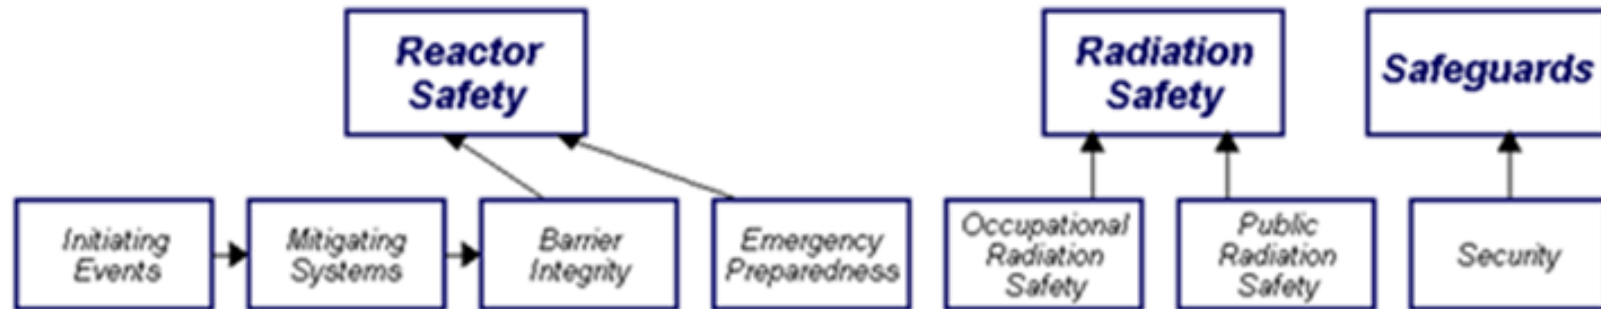 Reactor
Safety
Radiation
Safety
Safeguards
Initiating
Events
Mitigating
Systems
Barrier
Integrity
Emergency
Preparedness
Occupational
Radiation
Safety
Public
Radiation
Safety
Security